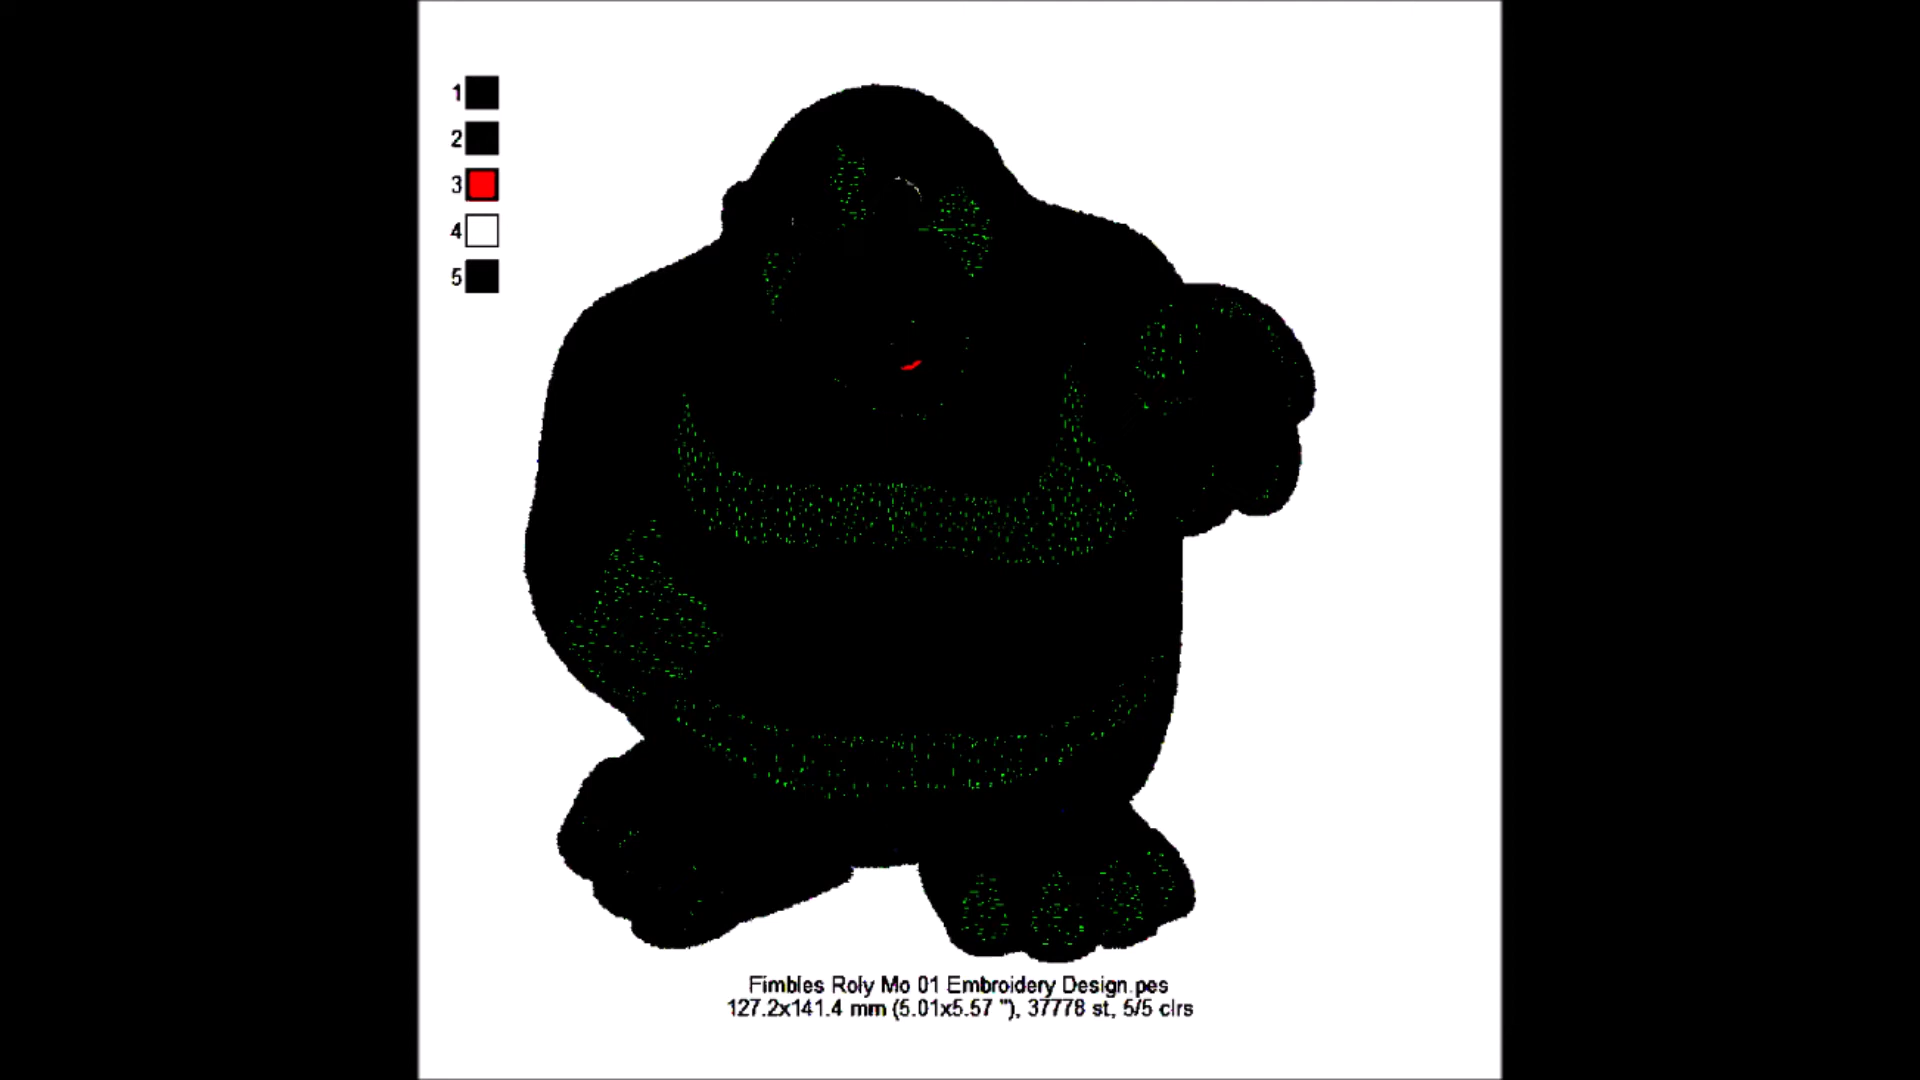 1
2
3
4
5
Fimbles Roly Mo 01 Embroidery Design.pes
127.2x141.4 mm (5.01x5.57 "), 37778 st, 5/5 clrs